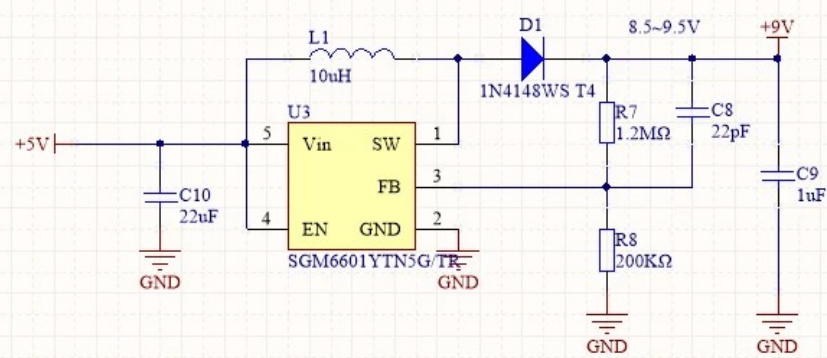 D1
8.5~9.5V
+9V
L1
10uH
1N4148WS T4
U3
R7
1.2MΩ
C8
22pF
+5V
5
Vin
SW
1
FB
3
C9
1uF
C10
22uF
4
EN
GND
2
R8
200KΩ
SGM6601YTN5G/TR
GND
GND
GND
GND